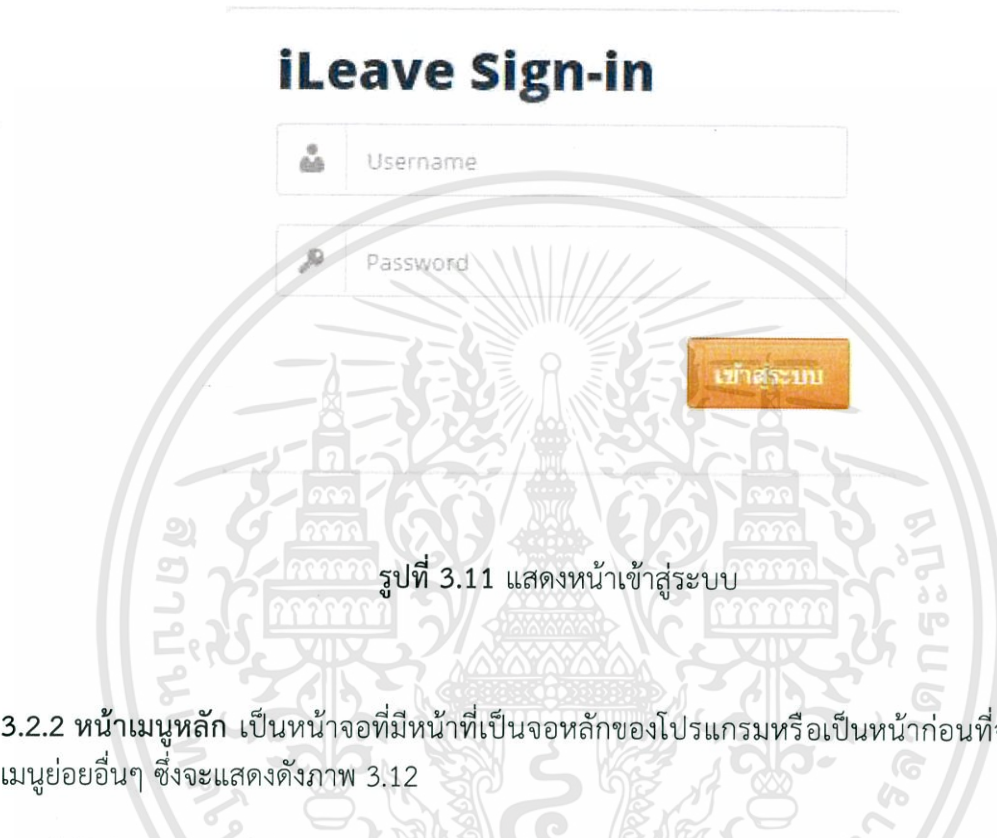 iLeave Sign-in
Username
Password
เข้าสู่ระบบ
รูปที่ 3.11 แสดงหน้าเข้าสู่ระบบ
3.2.2 หน้าเมนูหลัก เป็นหน้าจอที่มีหน้าที่เป็นจอหลักของโปรแกรมหรือเป็นหน้าก่อนที่
เมนูย่อยอื่นๆ ซึ่งจะแสดงดังภาพ 3.12